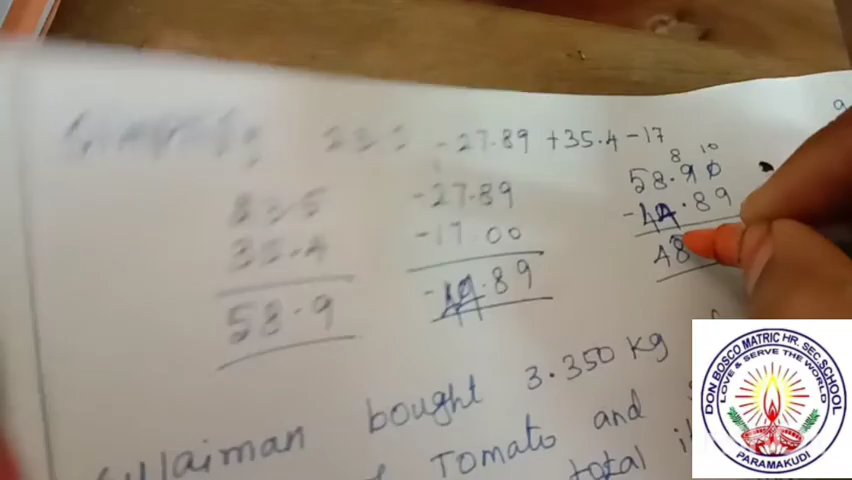 -27.89 +35.4 -17
35.4
58.9
-27.89
-17.00
.89
8 10
58.90
-44.89
48
bought 3.350 kg
Tomato and
total
DON BOSCO MATRIC HR. SEC. SCHOOL
LOVE & SERVE THE WORLD
PARAMAKUDI